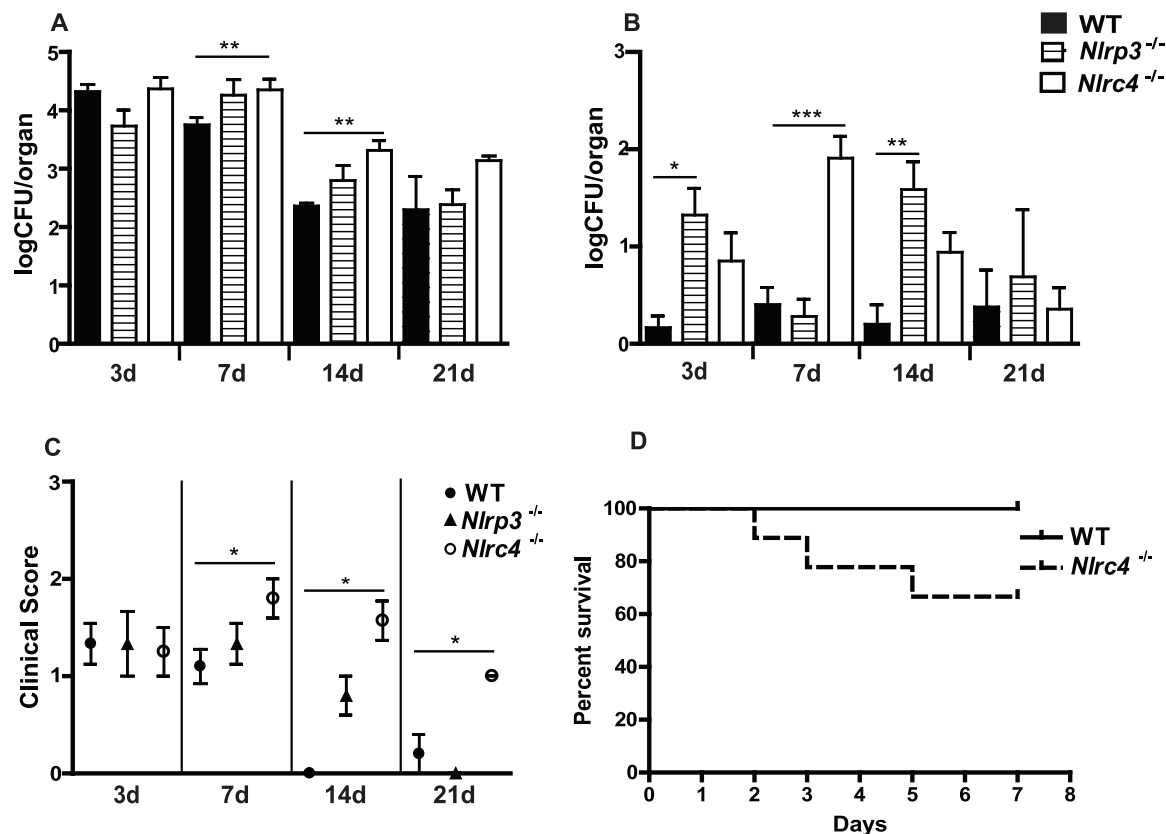 A
logCFU/organ
5
4
3
2
1
0
** **
3d 7d 14d 21d
B
WT
Nlrp3 -/-
Nlrc4 -/-
logCFU/organ
3
2
1
0
* *** **
3d 7d 14d 21d
C
Clinical Score
3
2
1
0
WT
Nlrp3 -/-
Nlrc4 -/-
* * *
3d 7d 14d 21d
D
Percent survival
100
80
60
40
20
0
WT
Nlrc4 -/-
0 1 2 3 4 5 6 7 8
Days